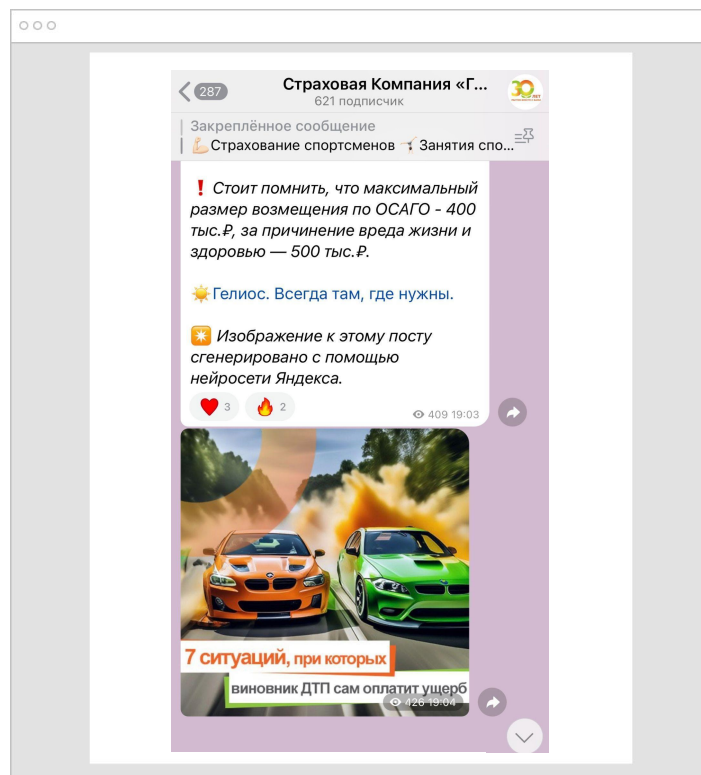 287
Страховая Компания «Г...
621 подписчик
30 лет
Закреплённое сообщение
💪🏻Страхование спортсменов 🤸🏻Занятия спо...
❗ Стоит помнить, что максимальный
размер возмещения по ОСАГО - 400
тыс.₽, за причинение вреда жизни и
здоровью — 500 тыс.₽.
☀️Гелиос. Всегда там, где нужны.
✴️ Изображение к этому посту
сгенерировано с помощью
нейросети Яндекса.
❤️ 3 🔥 2
409 19:03
7 ситуаций, при которых
виновник ДТП сам оплатит ущерб
426 19:04